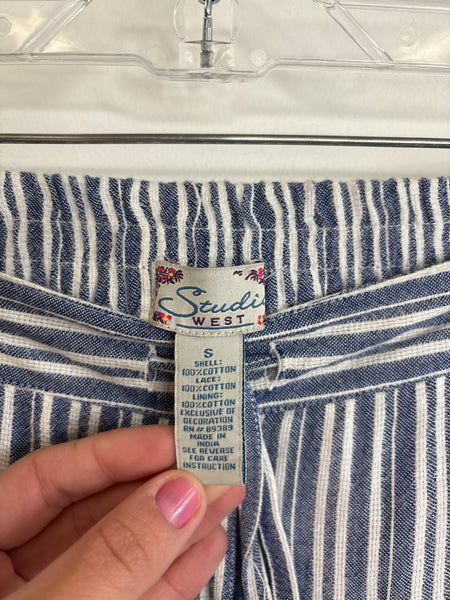 Studio
WEST
S
SHELL:
100%COTTON
LACE:
100%COTTON
LINING:
100%COTTON
EXCLUSIVE OF
DECORATION
RN# 89389
MADE IN
INDIA
SEE REVERSE
FOR CARE
INSTRUCTION